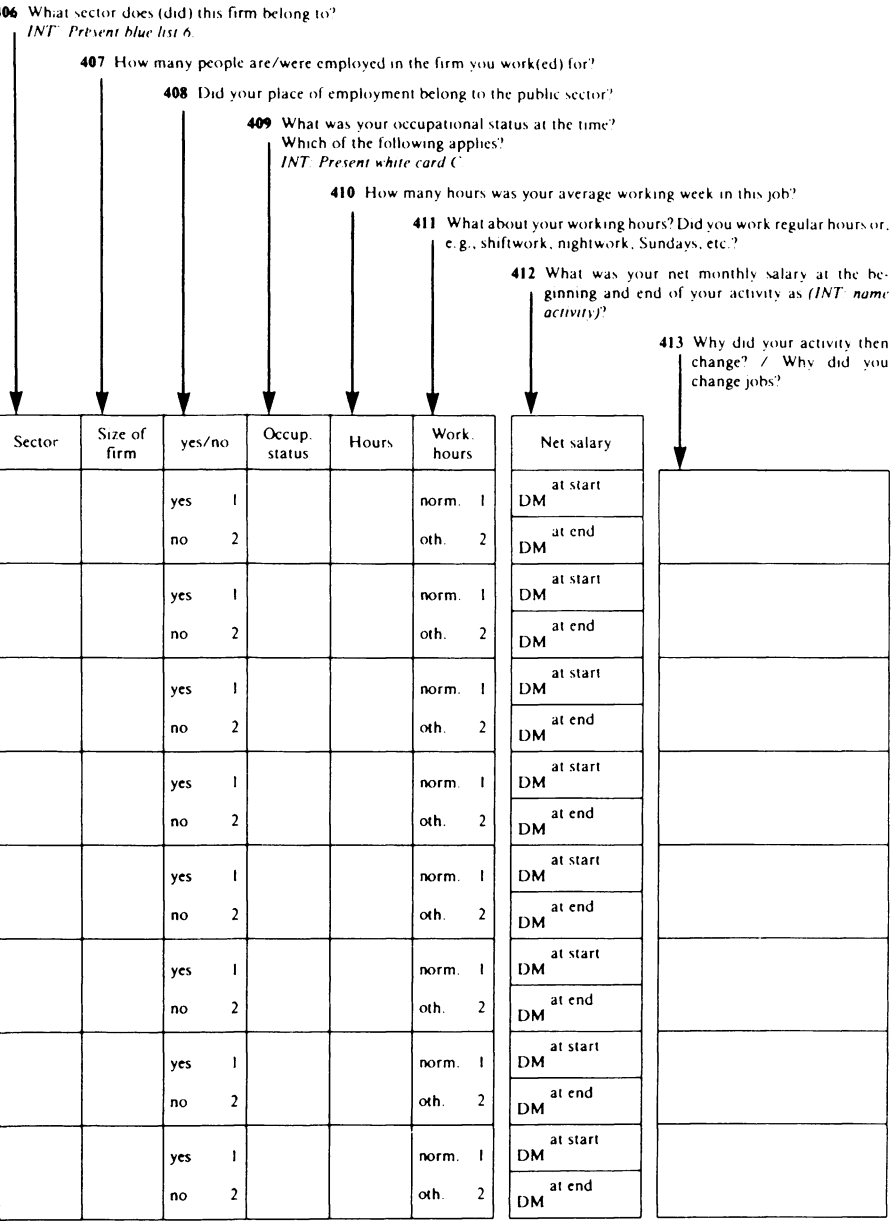 406 What sector does (did) this firm belong to?
INT: Present blue list 6.
407 How many people are/were employed in the firm you work(ed) for?
408 Did your place of employment belong to the public sector?
409 What was your occupational status at the time?
Which of the following applies?
INT: Present white card C
410 How many hours was your average working week in this job?
411 What about your working hours? Did you work regular hours or,
e.g., shiftwork, nightwork, Sundays, etc.?
412 What was your net monthly salary at the be-
ginning and end of your activity as (INT: name
activity)?
413 Why did your activity then
change? / Why did you
change jobs?
Sector Size of firm yes/no Occup. status Hours Work. hours Net salary
yes 1 norm. 1 DM at start
no 2 oth. 2 DM at end
yes 1 norm. 1 DM at start
no 2 oth. 2 DM at end
yes 1 norm. 1 DM at start
no 2 oth. 2 DM at end
yes 1 norm. 1 DM at start
no 2 oth. 2 DM at end
yes 1 norm. 1 DM at start
no 2 oth. 2 DM at end
yes 1 norm. 1 DM at start
no 2 oth. 2 DM at end
yes 1 norm. 1 DM at start
no 2 oth. 2 DM at end
yes 1 norm. 1 DM at start
no 2 oth. 2 DM at end